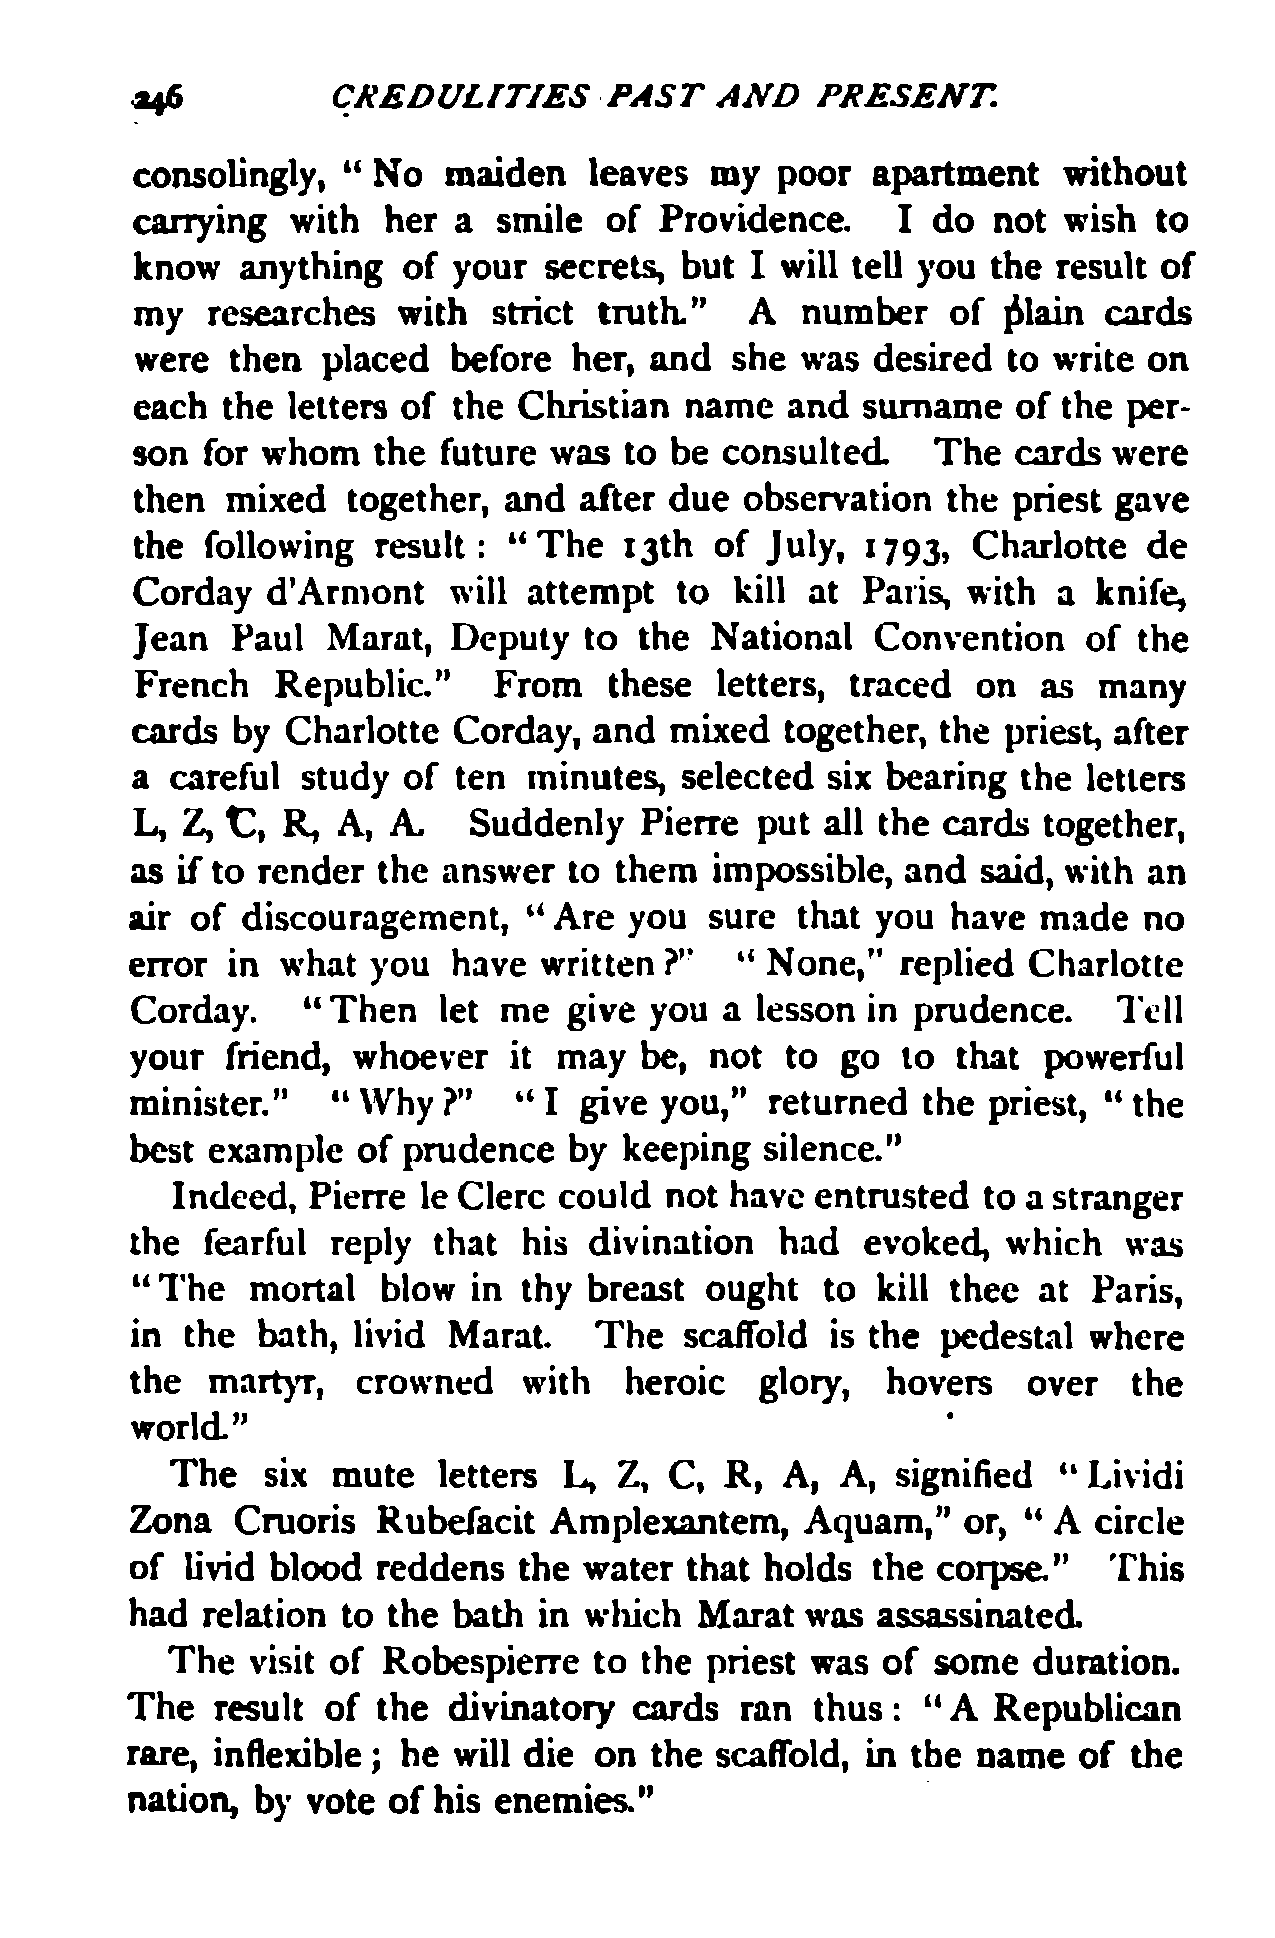 246 CREDULITIES PAST AND PRESENT.
consolingly, " No maiden leaves my poor apartment without
carrying with her a smile of Providence. I do not wish to
know anything of your secrets, but I will tell you the result of
my researches with strict truth." A number of plain cards
were then placed before her, and she was desired to write on
each the letters of the Christian name and surname of the per-
son for whom the future was to be consulted. The cards were
then mixed together, and after due observation the priest gave
the following result : " The 13th of July, 1793, Charlotte de
Corday d'Armont will attempt to kill at Paris, with a knife,
Jean Paul Marat, Deputy to the National Convention of the
French Republic." From these letters, traced on as many
cards by Charlotte Corday, and mixed together, the priest, after
a careful study of ten minutes, selected six bearing the letters
L, Z, C, R, A, A. Suddenly Pierre put all the cards together,
as if to render the answer to them impossible, and said, with an
air of discouragement, " Are you sure that you have made no
error in what you have written ?" " None," replied Charlotte
Corday. " Then let me give you a lesson in prudence. Tell
your friend, whoever it may be, not to go to that powerful
minister." " Why ?" " I give you," returned the priest, " the
best example of prudence by keeping silence."
Indeed, Pierre le Clerc could not have entrusted to a stranger
the fearful reply that his divination had evoked, which was
" The mortal blow in thy breast ought to kill thee at Paris,
in the bath, livid Marat. The scaffold is the pedestal where
the martyr, crowned with heroic glory, hovers over the
world."
The six mute letters L, Z, C, R, A, A, signified " Lividi
Zona Cruoris Rubefacit Amplexantem, Aquam," or, " A circle
of livid blood reddens the water that holds the corpse." This
had relation to the bath in which Marat was assassinated.
The visit of Robespierre to the priest was of some duration.
The result of the divinatory cards ran thus : " A Republican
rare, inflexible ; he will die on the scaffold, in the name of the
nation, by vote of his enemies."